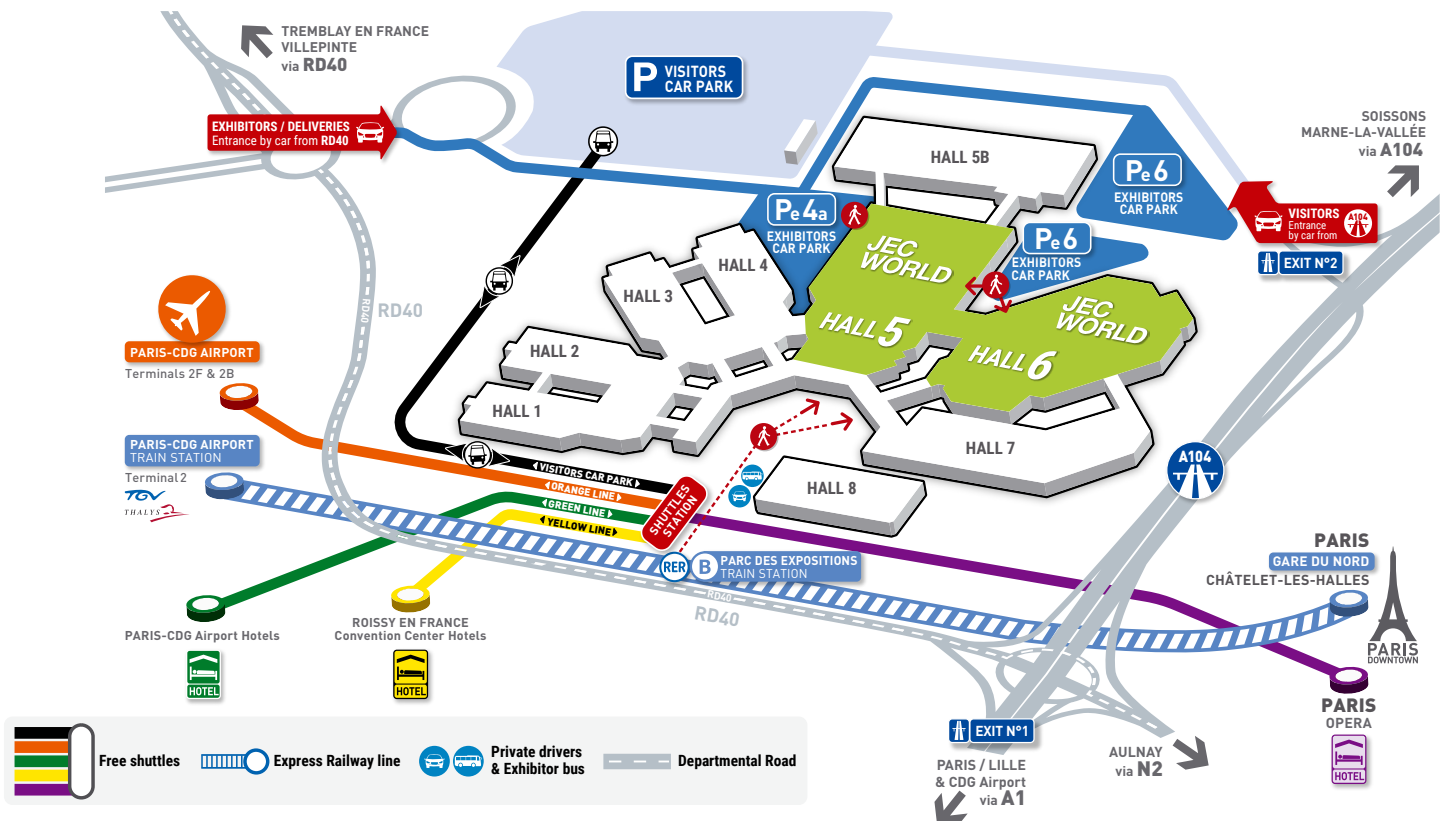 TREMBLAY EN FRANCE
VILLEPINTE
via RD40
P VISITORS
CAR PARK
EXHIBITORS / DELIVERIES
Entrance by car from RD40
SOISSONS
MARNE-LA-VALLÉE
via A104
HALL 5B
Pe 6
EXHIBITORS
CAR PARK
Pe 4a
EXHIBITORS
CAR PARK
VISITORS
Entrance
by car from
A104
EXIT N°2
Pe 6
EXHIBITORS
CAR PARK
JEC
WORLD
HALL 5
JEC
WORLD
HALL 6
HALL 4
HALL 3
HALL 2
HALL 1
HALL 7
HALL 8
RD40
RD40
PARIS-CDG AIRPORT
Terminals 2F & 2B
PARIS-CDG AIRPORT
TRAIN STATION
Terminal 2
TGV
THALYS
VISITORS CAR PARK
ORANGE LINE
GREEN LINE
YELLOW LINE
SHUTTLES
STATION
A104
RER B PARC DES EXPOSITIONS
TRAIN STATION
RD40
RD40
PARIS
GARE DU NORD
CHÂTELET-LES-HALLES
PARIS
DOWNTOWN
PARIS-CDG Airport Hotels
HOTEL
ROISSY EN FRANCE
Convention Center Hotels
HOTEL
PARIS
OPERA
HOTEL
EXIT N°1
PARIS / LILLE
& CDG Airport
via A1
AULNAY
via N2
Free shuttles
Express Railway line
Private drivers
& Exhibitor bus
Departmental Road